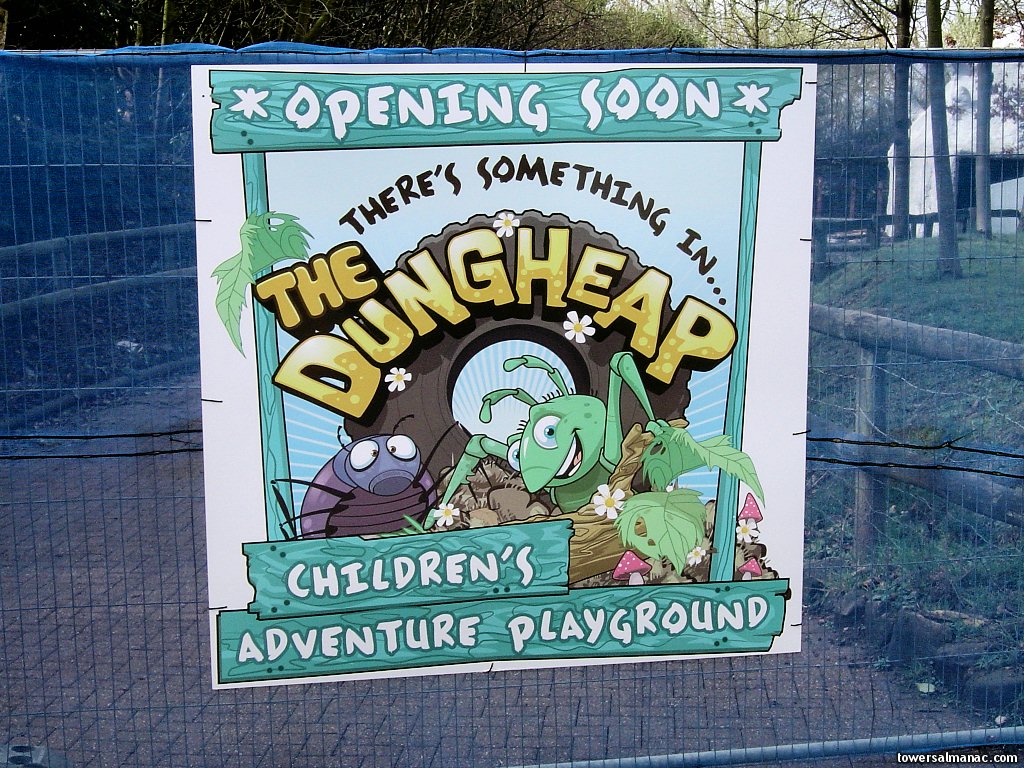 *OPENING SOON*
THERE'S SOMETHING IN...
THE
DUNGHEAP
CHILDREN'S
ADVENTURE PLAYGROUND
towersalmanac.com